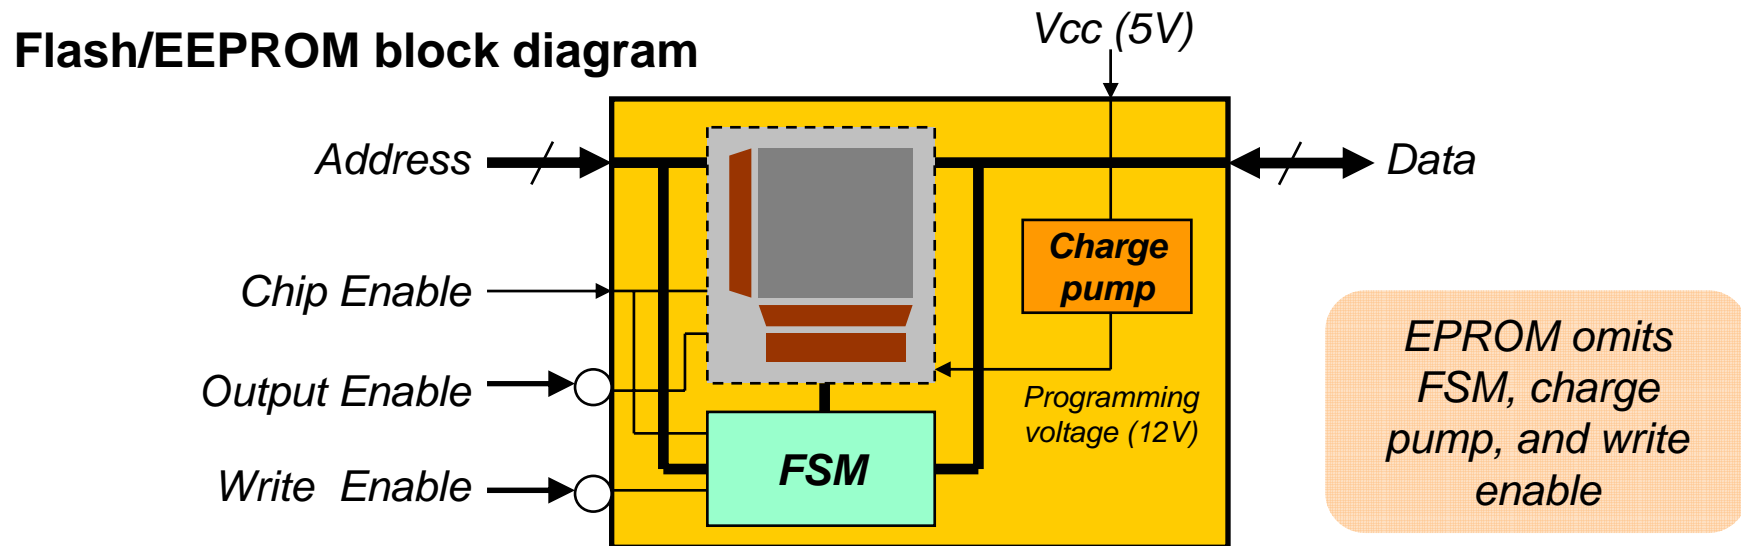 Flash/EEPROM block diagram
Vcc (5V)
Address
Data
Charge
pump
Chip Enable
Output Enable
Programming
voltage (12V)
FSM
Write Enable
EPROM omits
FSM, charge
pump, and write
enable